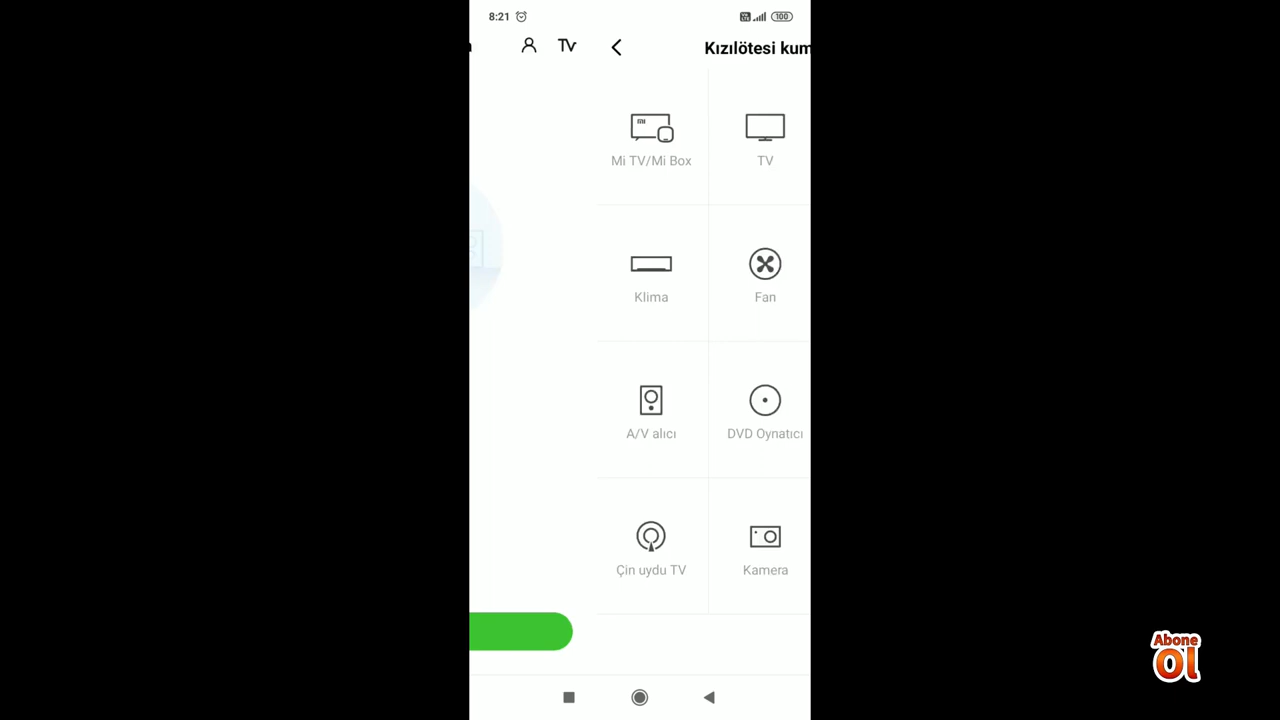 8:21
100
TV
Kızılötesi kum
Mi TV/Mi Box
TV
Klima
Fan
A/V alıcı
DVD Oynatıcı
Çin uydu TV
Kamera
Abone
Ol